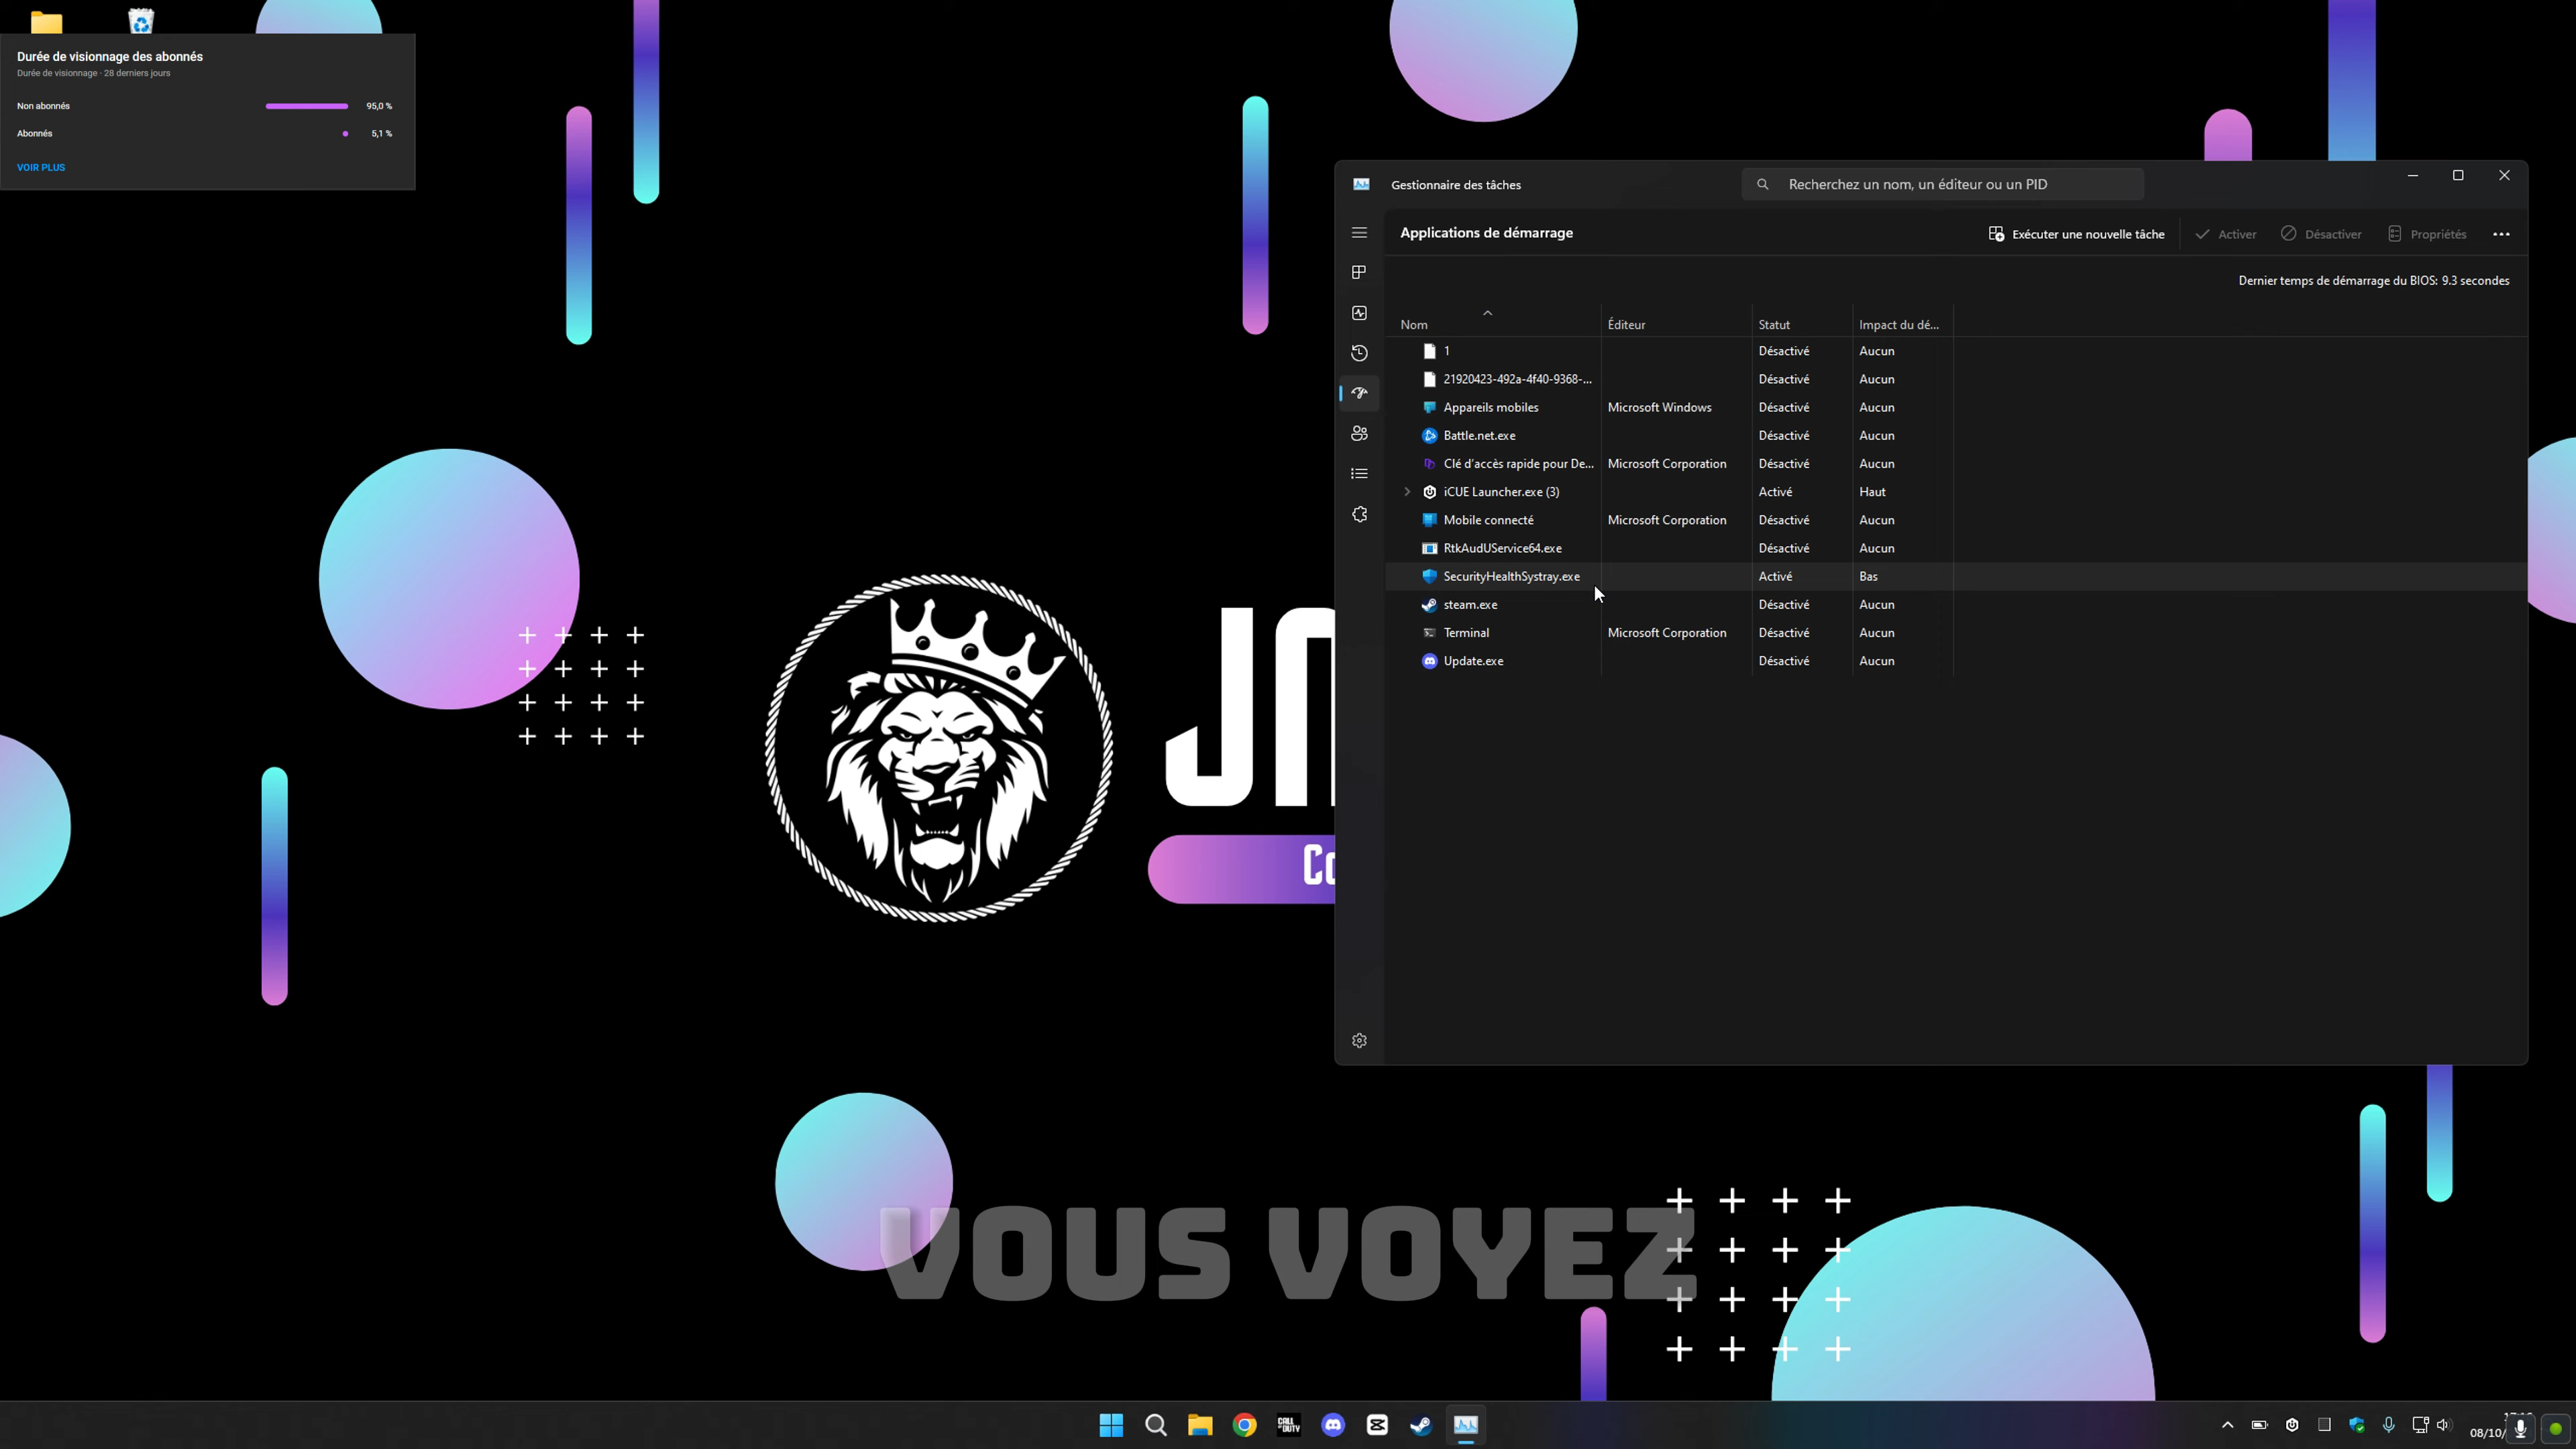 Durée de visionnage des abonnés
Durée de visionnage · 28 derniers jours
Non abonnés 95,0 %
Abonnés 5,1 %
VOIR PLUS
Gestionnaire des tâches
Recherchez un nom, un éditeur ou un PID
Applications de démarrage
Exécuter une nouvelle tâche Activer Désactiver Propriétés
Dernier temps de démarrage du BIOS: 9.3 secondes
Nom Éditeur Statut Impact du dé...
1 Désactivé Aucun
21920423-492a-4f40-9368-... Désactivé Aucun
Appareils mobiles Microsoft Windows Désactivé Aucun
Battle.net.exe Désactivé Aucun
Clé d'accès rapide pour De... Microsoft Corporation Désactivé Aucun
iCUE Launcher.exe (3) Activé Haut
Mobile connecté Microsoft Corporation Désactivé Aucun
RtkAudUService64.exe Désactivé Aucun
SecurityHealthSystray.exe Activé Bas
steam.exe Désactivé Aucun
Terminal Microsoft Corporation Désactivé Aucun
Update.exe Désactivé Aucun
VOUS VOYEZ
CALL OF DUTY
08/10/